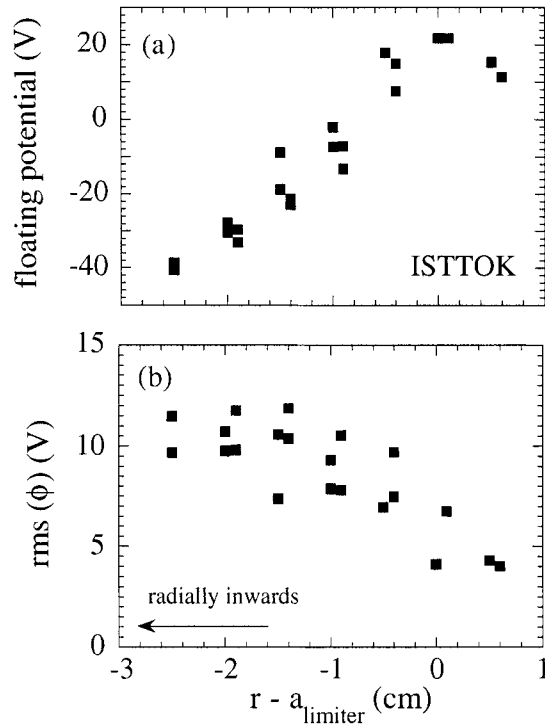 (a)
floating potential (V)
20
0
-20
-40
ISTTOK
(b)
rms (ϕ) (V)
15
10
5
0
radially inwards
-3 -2 -1 0 1
r - a_limiter (cm)